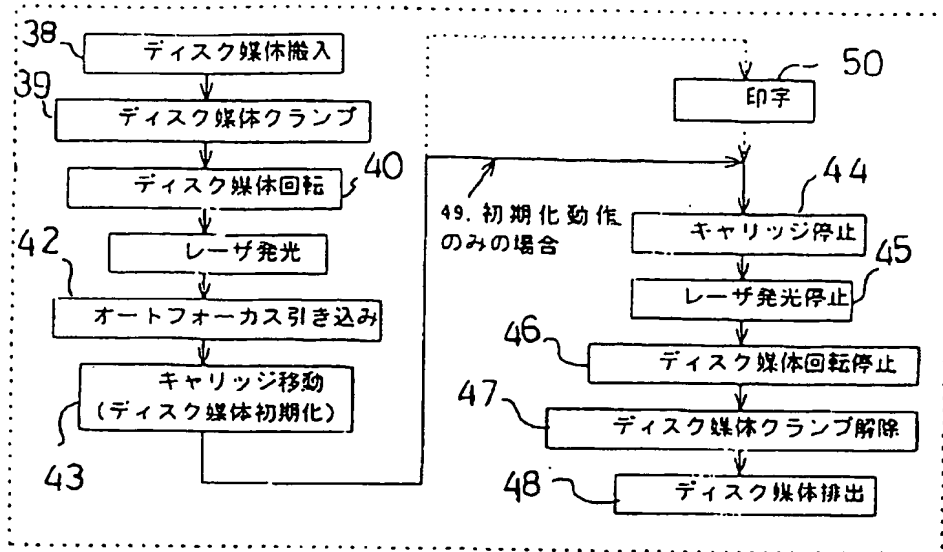 38
ディスク媒体搬入
39
ディスク媒体クランプ
ディスク媒体回転
40
レーザ発光
42
オートフォーカス引き込み
キャリッジ移動
(ディスク媒体初期化)
43
49. 初期化動作
のみの場合
50
印字
44
キャリッジ停止
45
レーザ発光停止
46
ディスク媒体回転停止
47
ディスク媒体クランプ解除
48
ディスク媒体排出